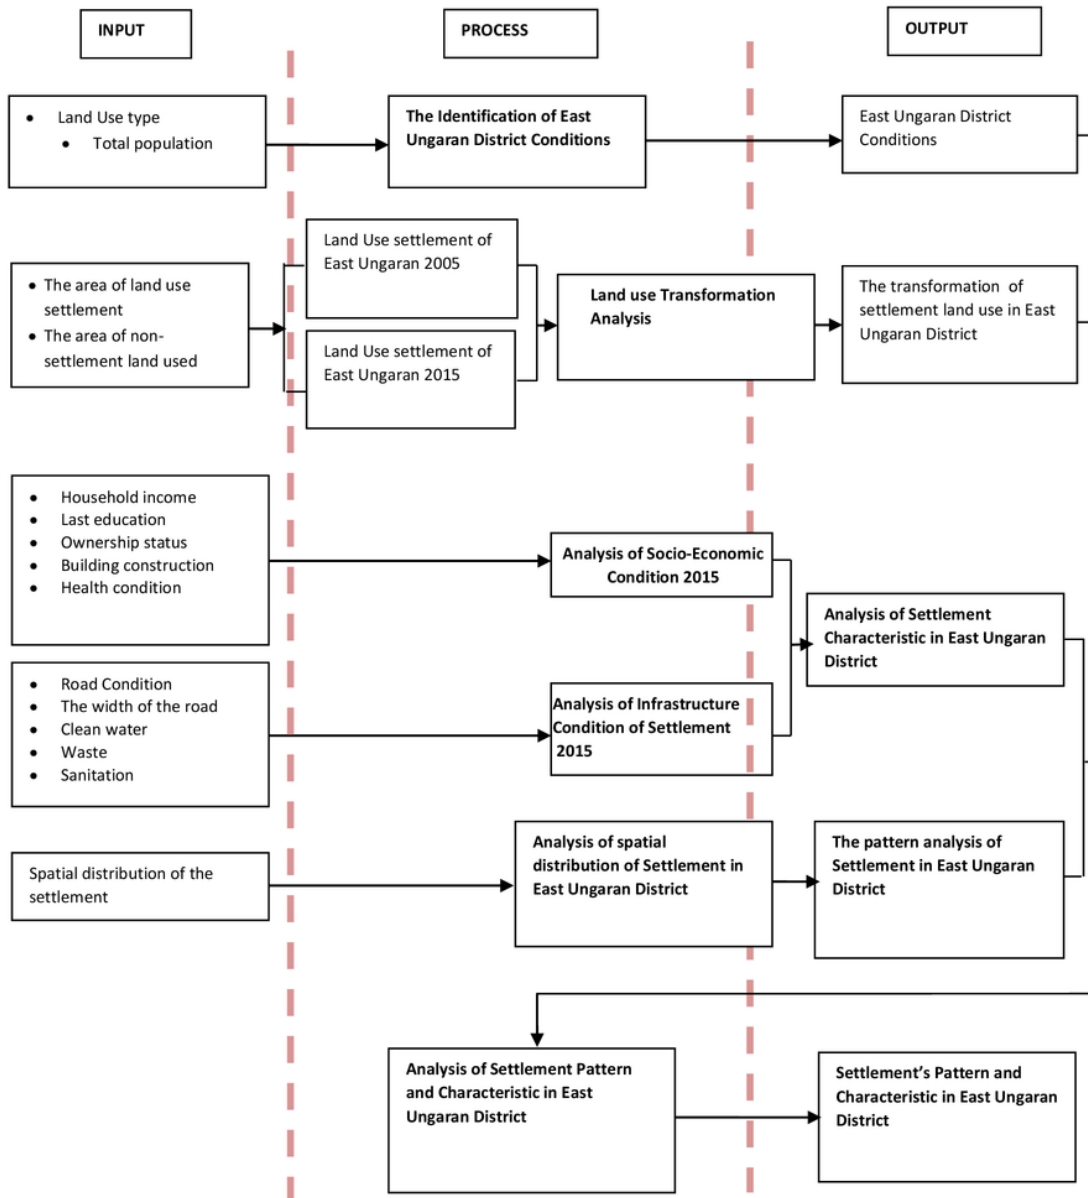 INPUT
PROCESS
OUTPUT
• Land Use type
• Total population
The Identification of East
Ungaran District Conditions
East Ungaran District
Conditions
• The area of land use
settlement
• The area of non-
settlement land used
Land Use settlement of
East Ungaran 2005
Land Use settlement of
East Ungaran 2015
Land use Transformation
Analysis
The transformation of
settlement land use in East
Ungaran District
• Household income
• Last education
• Ownership status
• Building construction
• Health condition
Analysis of Socio-Economic
Condition 2015
• Road Condition
• The width of the road
• Clean water
• Waste
• Sanitation
Analysis of Infrastructure
Condition of Settlement
2015
Analysis of Settlement
Characteristic in East Ungaran
District
Spatial distribution of the
settlement
Analysis of spatial
distribution of Settlement in
East Ungaran District
The pattern analysis of
Settlement in East Ungaran
District
Analysis of Settlement Pattern
and Characteristic in East
Ungaran District
Settlement’s Pattern and
Characteristic in East Ungaran
District